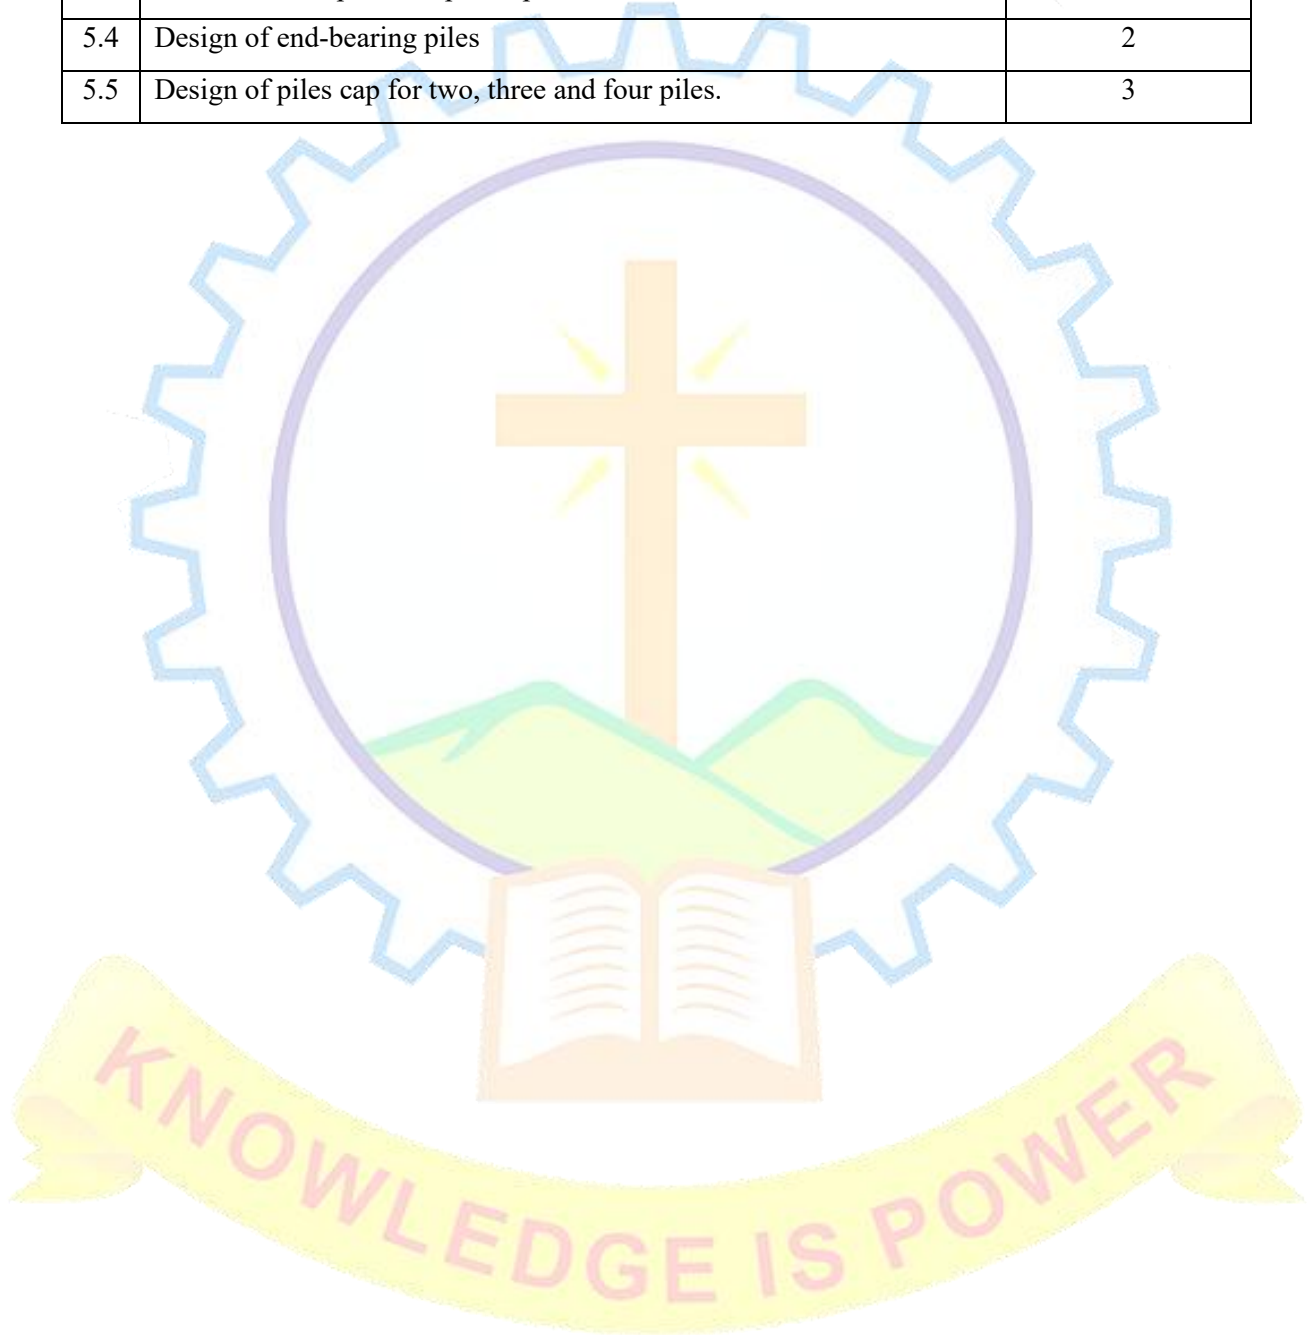 5.4 Design of end-bearing piles 2
5.5 Design of piles cap for two, three and four piles. 3
KNOWLEDGE IS POWER